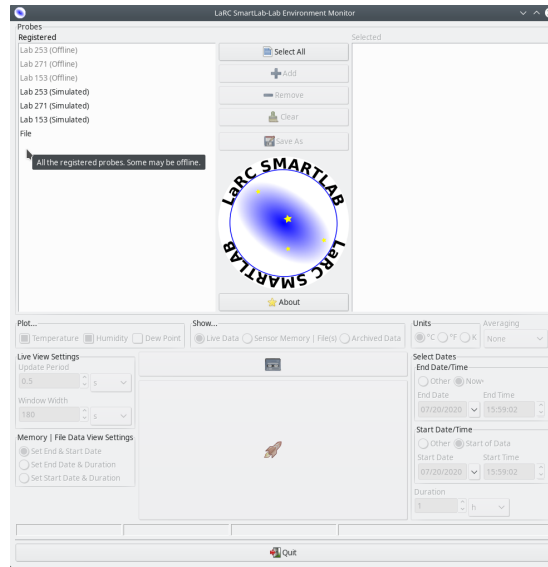 LaRC SmartLab-Lab Environment Monitor
Probes
Registered
Selected
Lab 253 (Offline)
Lab 271 (Offline)
Lab 153 (Offline)
Lab 253 (Simulated)
Lab 271 (Simulated)
Lab 153 (Simulated)
File
All the registered probes. Some may be offline.
Select All
Add
Remove
Clear
Save As
LaRC SMARTLAB
LaRC SMARTLAB
About
Plot...
Temperature
Humidity
Dew Point
Show...
Live Data
Sensor Memory | File(s)
Archived Data
Units
°C
°F
K
Averaging
None
Live View Settings
Update Period
0.5
s
Window Width
180
s
Memory | File Data View Settings
Set End & Start Date
Set End Date & Duration
Set Start Date & Duration
Select Dates
End Date/Time
Other
Now
End Date
End Time
07/20/2020
15:59:02
Start Date/Time
Other
Start of Data
Start Date
Start Time
07/20/2020
15:59:02
Duration
1
h
Quit